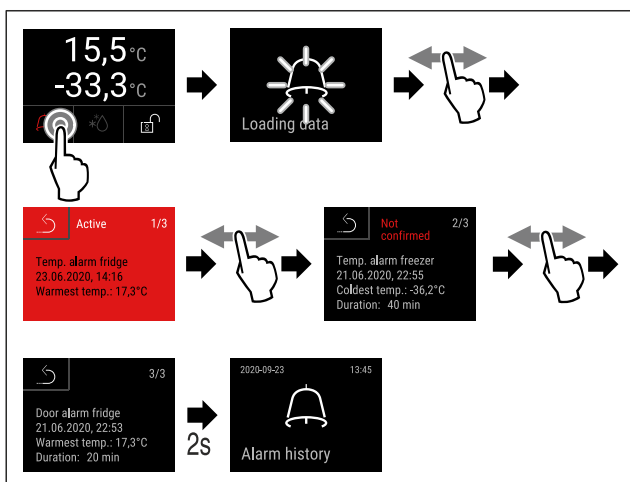 15,5°C
-33,3°C
Loading data
Active 1/3
Temp. alarm fridge
23.06.2020, 14:16
Warmest temp.: 17,3°C
Not 2/3
confirmed
Temp. alarm freezer
21.06.2020, 22:55
Coldest temp.: -36,2°C
Duration: 40 min
3/3
Door alarm fridge
21.06.2020, 22:53
Warmest temp.: 17,3°C
Duration: 20 min
2s
2020-09-23 13:45
Alarm history